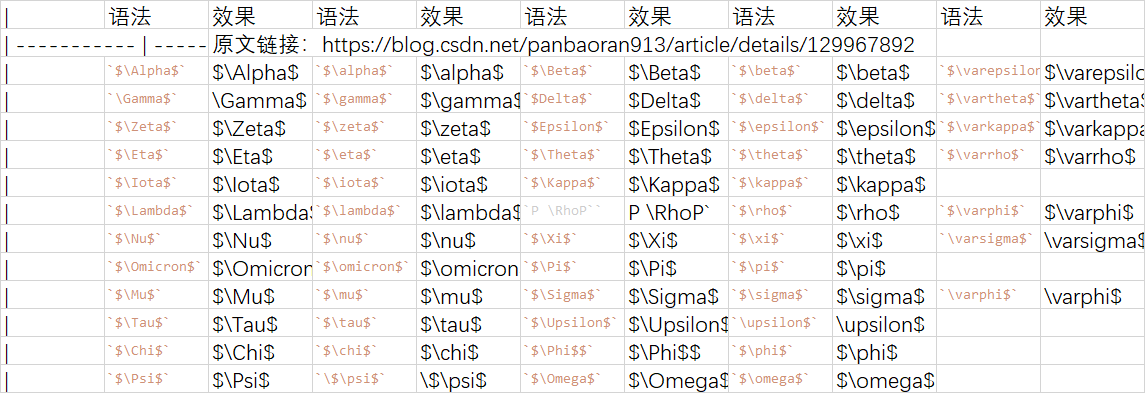 | 语法 效果 语法 效果 语法 效果 语法 效果 语法 效果
| ----------- | ----- 原文链接：https://blog.csdn.net/panbaoran913/article/details/129967892
| `$\Alpha$` $\Alpha$ `$\alpha$` $\alpha$ `$\Beta$` $\Beta$ `$\beta$` $\beta$ `$\varepsilon $\varepsilo
| `\Gamma$` \Gamma$ `$\gamma$` $\gamma$ `$Delta$` $Delta$ `$\delta$` $\delta$ `$\vartheta$` $\vartheta$
| `$\Zeta$` $\Zeta$ `$\zeta$` $\zeta$ `$Epsilon$` $Epsilon$ `$\epsilon$` $\epsilon$ `$\varkappa$` $\varkappa
| `$\Eta$` $\Eta$ `$\eta$` $\eta$ `$\Theta$` $\Theta$ `$\theta$` $\theta$ `$\varrho$` $\varrho$
| `$\Iota$` $\Iota$ `$\iota$` $\iota$ `$\Kappa$` $\Kappa$ `$\kappa$` $\kappa$
| `$\Lambda$` $\Lambda$ `$\lambda$` $\lambda$ `P \RhoP`` P \RhoP` `$\rho$` $\rho$ `$\varphi$` $\varphi$
| `$\Nu$` $\Nu$ `$\nu$` $\nu$ `$\Xi$` $\Xi$ `$\xi$` $\xi$ `\varsigma$` \varsigma$
| `$\Omicron$` $\Omicron `$\omicron$` $\omicron `$\Pi$` $\Pi$ `$\pi$` $\pi$
| `$\Mu$` $\Mu$ `$\mu$` $\mu$ `$\Sigma$` $\Sigma$ `$\sigma$` $\sigma$ `\varphi$` \varphi$
| `$\Tau$` $\Tau$ `$\tau$` $\tau$ `$\Upsilon$` $\Upsilon$ `\upsilon$` \upsilon$
| `$\Chi$` $\Chi$ `$\chi$` $\chi$ `$\Phi$$` $\Phi$$ `$\phi$` $\phi$
| `$\Psi$` $\Psi$ `\$\psi$` \$\psi$ `$\Omega$` $\Omega$ `$\omega$` $\omega$